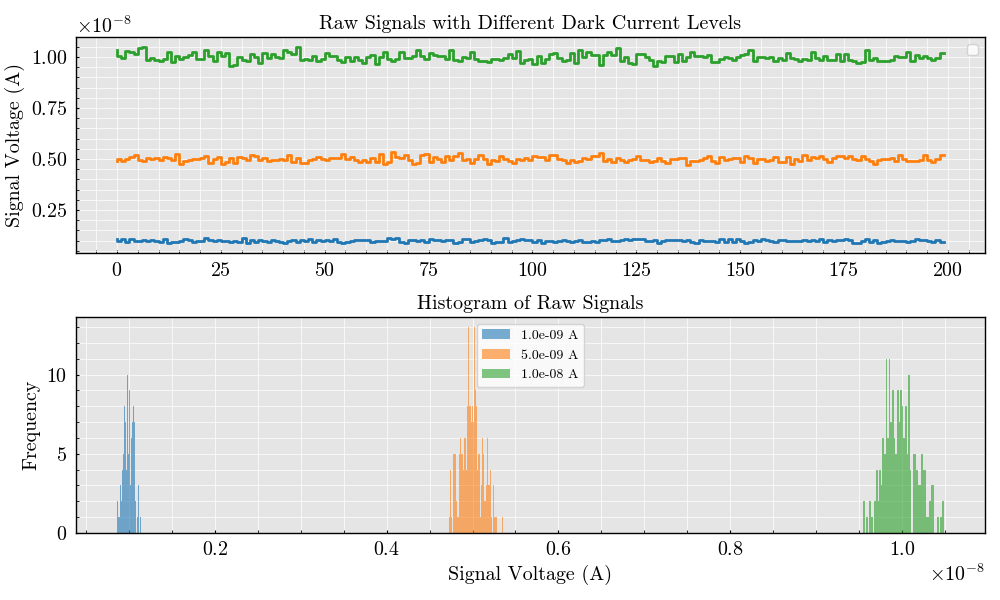 Raw Signals with Different Dark Current Levels
×10⁻⁸
Signal Voltage (A)
1.00
0.75
0.50
0.25
0 25 50 75 100 125 150 175 200
Histogram of Raw Signals
Frequency
10
5
0
1.0e-09 A
5.0e-09 A
1.0e-08 A
0.2 0.4 0.6 0.8 1.0
×10⁻⁸
Signal Voltage (A)